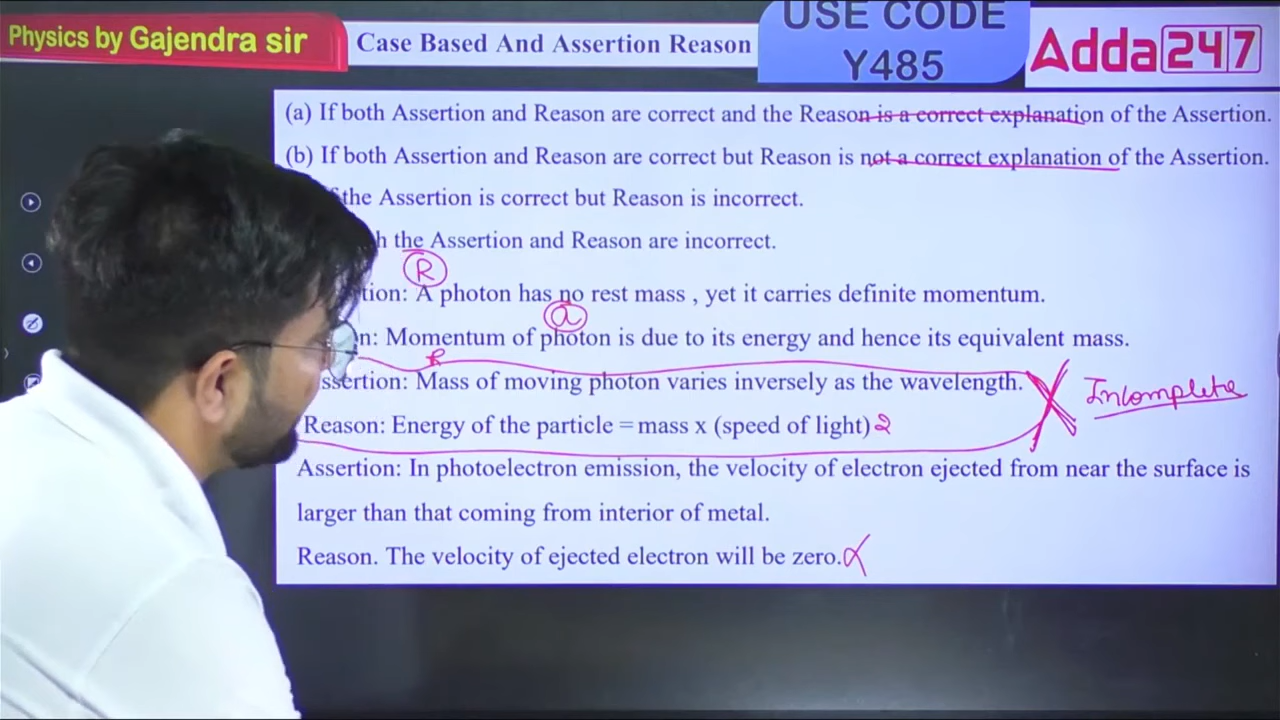 Physics by Gajendra sir
Case Based And Assertion Reason
USE CODE
Y485
Adda247
(a) If both Assertion and Reason are correct and the Reason is a correct explanation of the Assertion.
(b) If both Assertion and Reason are correct but Reason is not a correct explanation of the Assertion.
the Assertion is correct but Reason is incorrect.
the Assertion and Reason are incorrect.
R
tion: A photon has no rest mass , yet it carries definite momentum.
a
n: Momentum of photon is due to its energy and hence its equivalent mass.
ssertion: Mass of moving photon varies inversely as the wavelength.
Incomplete
Reason: Energy of the particle = mass x (speed of light) 2
Assertion: In photoelectron emission, the velocity of electron ejected from near the surface is
larger than that coming from interior of metal.
Reason. The velocity of ejected electron will be zero.